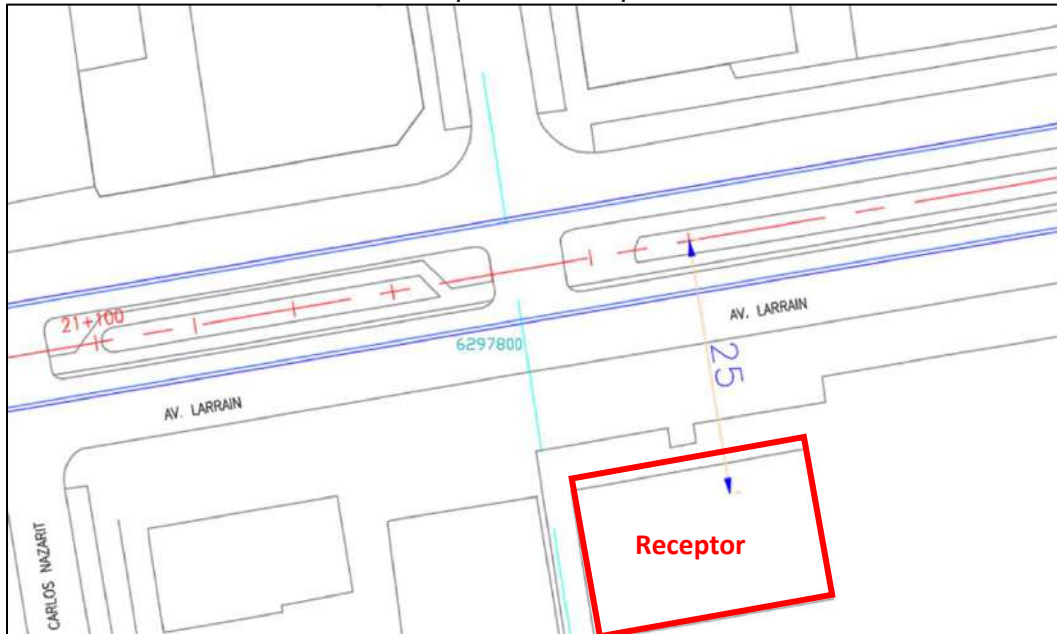 21+100
6297800
AV. LARRAIN
25
AV. LARRAIN
CARLOS NAZARIT
Receptor